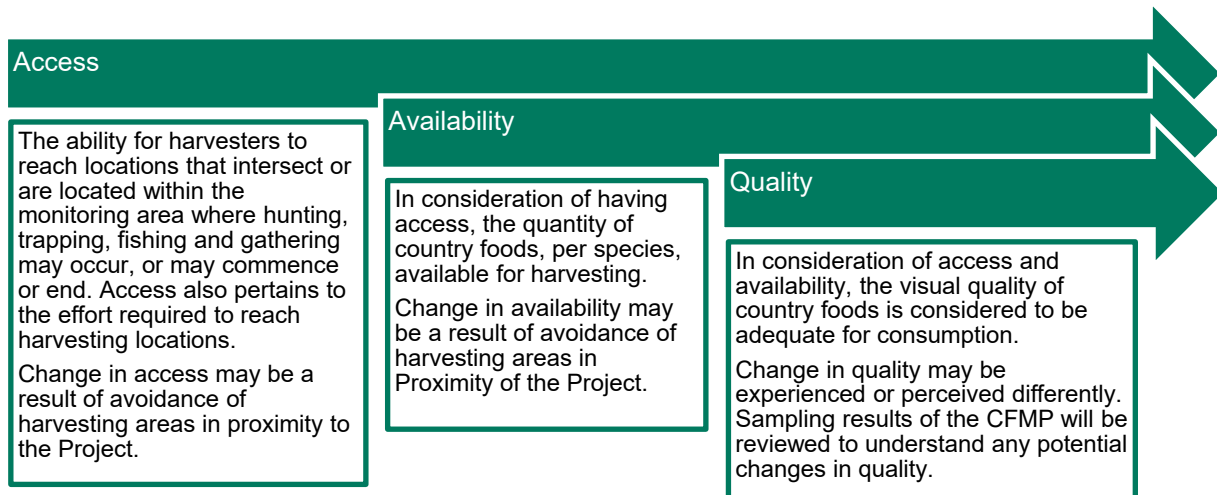 Access
The ability for harvesters to
reach locations that intersect or
are located within the
monitoring area where hunting,
trapping, fishing and gathering
may occur, or may commence
or end. Access also pertains to
the effort required to reach
harvesting locations.
Change in access may be a
result of avoidance of
harvesting areas in proximity to
the Project.
Availability
In consideration of having
access, the quantity of
country foods, per species,
available for harvesting.
Change in availability may
be a result of avoidance of
harvesting areas in
Proximity of the Project.
Quality
In consideration of access and
availability, the visual quality of
country foods is considered to be
adequate for consumption.
Change in quality may be
experienced or perceived differently.
Sampling results of the CFMP will be
reviewed to understand any potential
changes in quality.